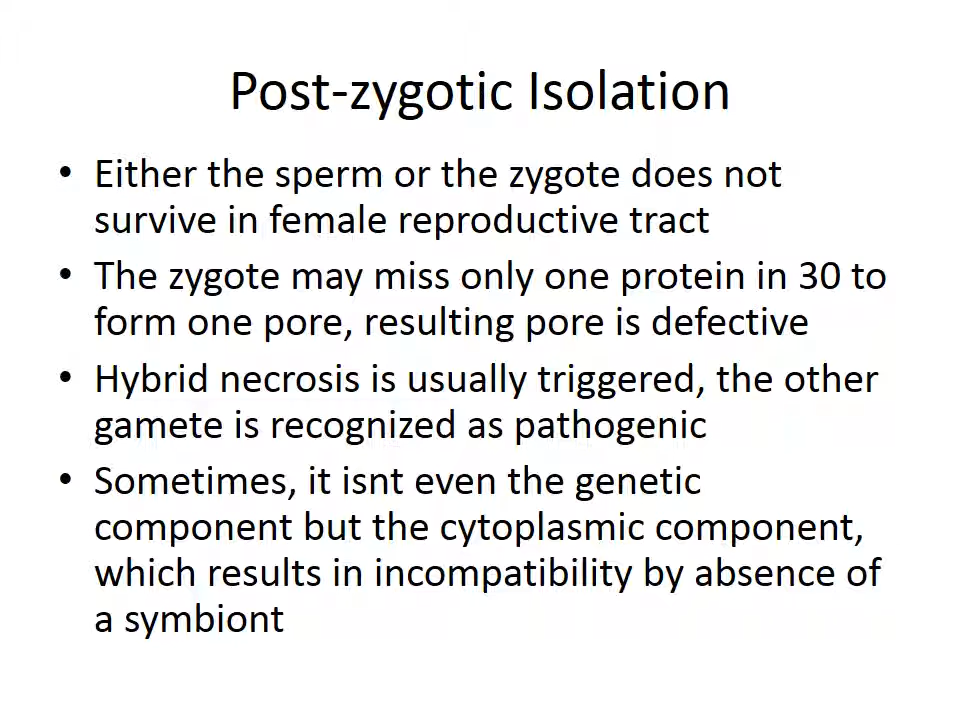 Post-zygotic Isolation
• Either the sperm or the zygote does not
survive in female reproductive tract
• The zygote may miss only one protein in 30 to
form one pore, resulting pore is defective
• Hybrid necrosis is usually triggered, the other
gamete is recognized as pathogenic
• Sometimes, it isnt even the genetic
component but the cytoplasmic component,
which results in incompatibility by absence of
a symbiont